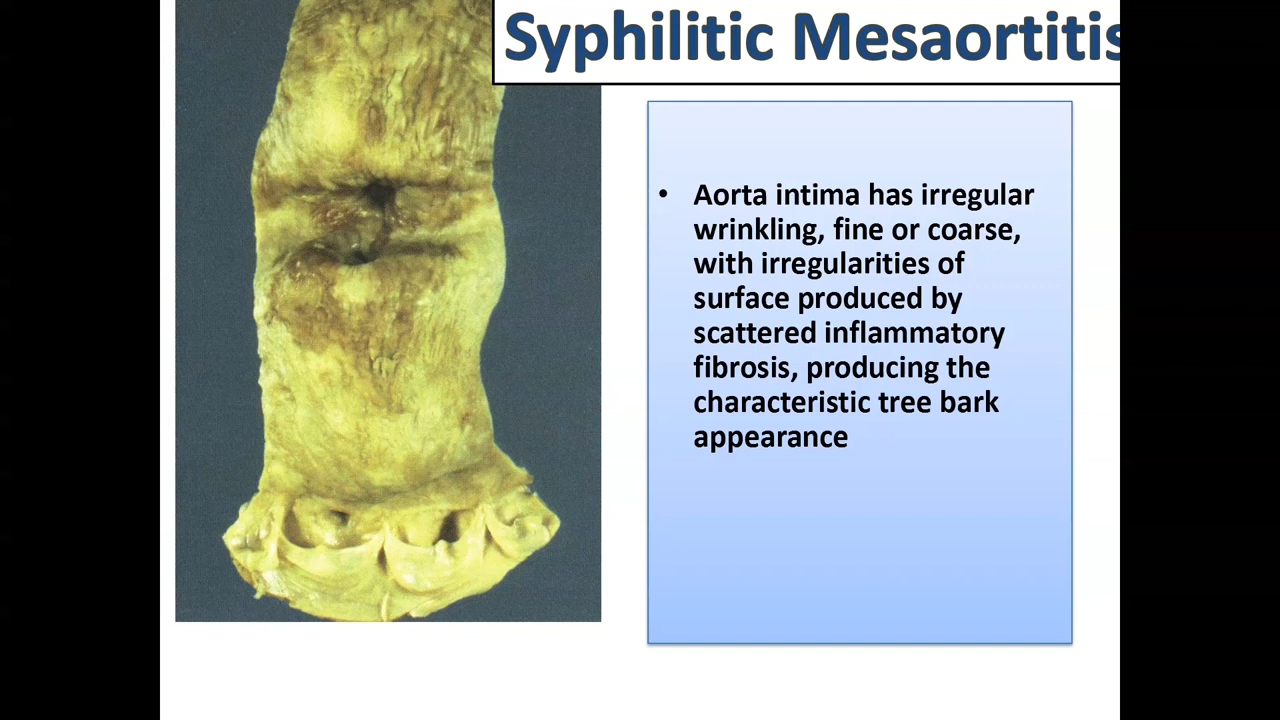 Syphilitic Mesaortitis
• Aorta intima has irregular
wrinkling, fine or coarse,
with irregularities of
surface produced by
scattered inflammatory
fibrosis, producing the
characteristic tree bark
appearance